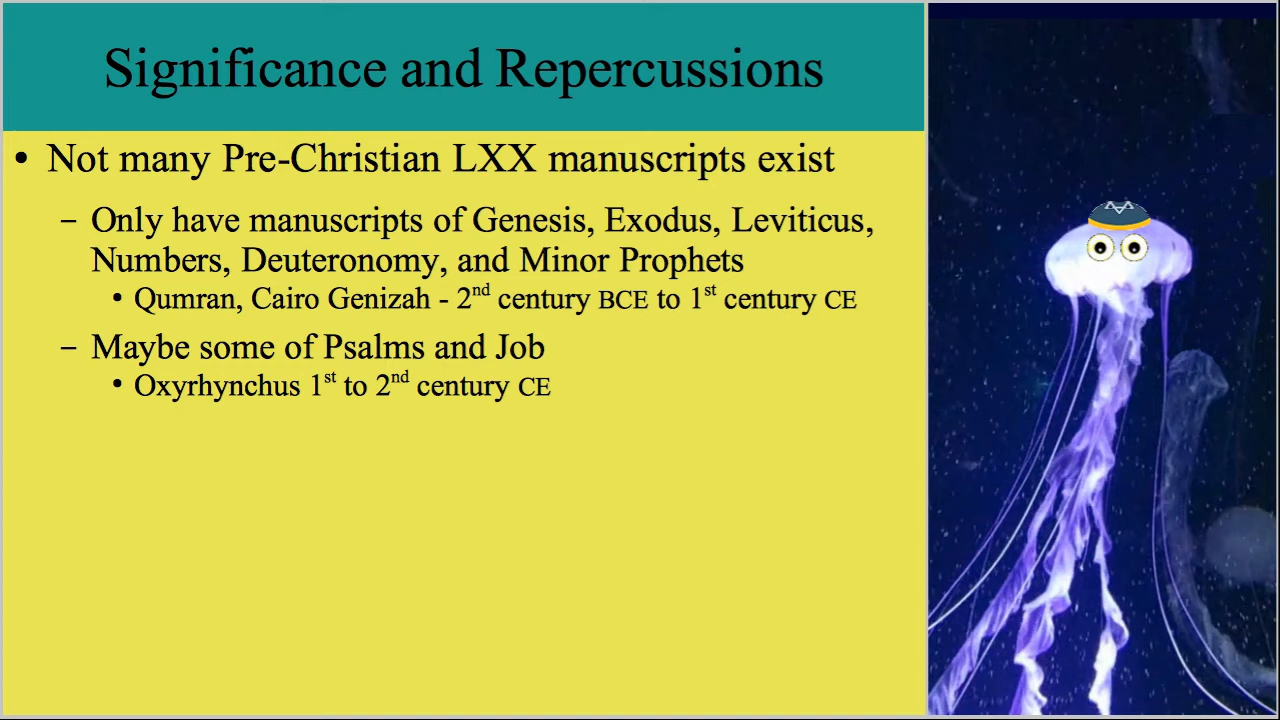 Significance and Repercussions
• Not many Pre-Christian LXX manuscripts exist
– Only have manuscripts of Genesis, Exodus, Leviticus,
Numbers, Deuteronomy, and Minor Prophets
• Qumran, Cairo Genizah - 2nd century BCE to 1st century CE
– Maybe some of Psalms and Job
• Oxyrhynchus 1st to 2nd century CE